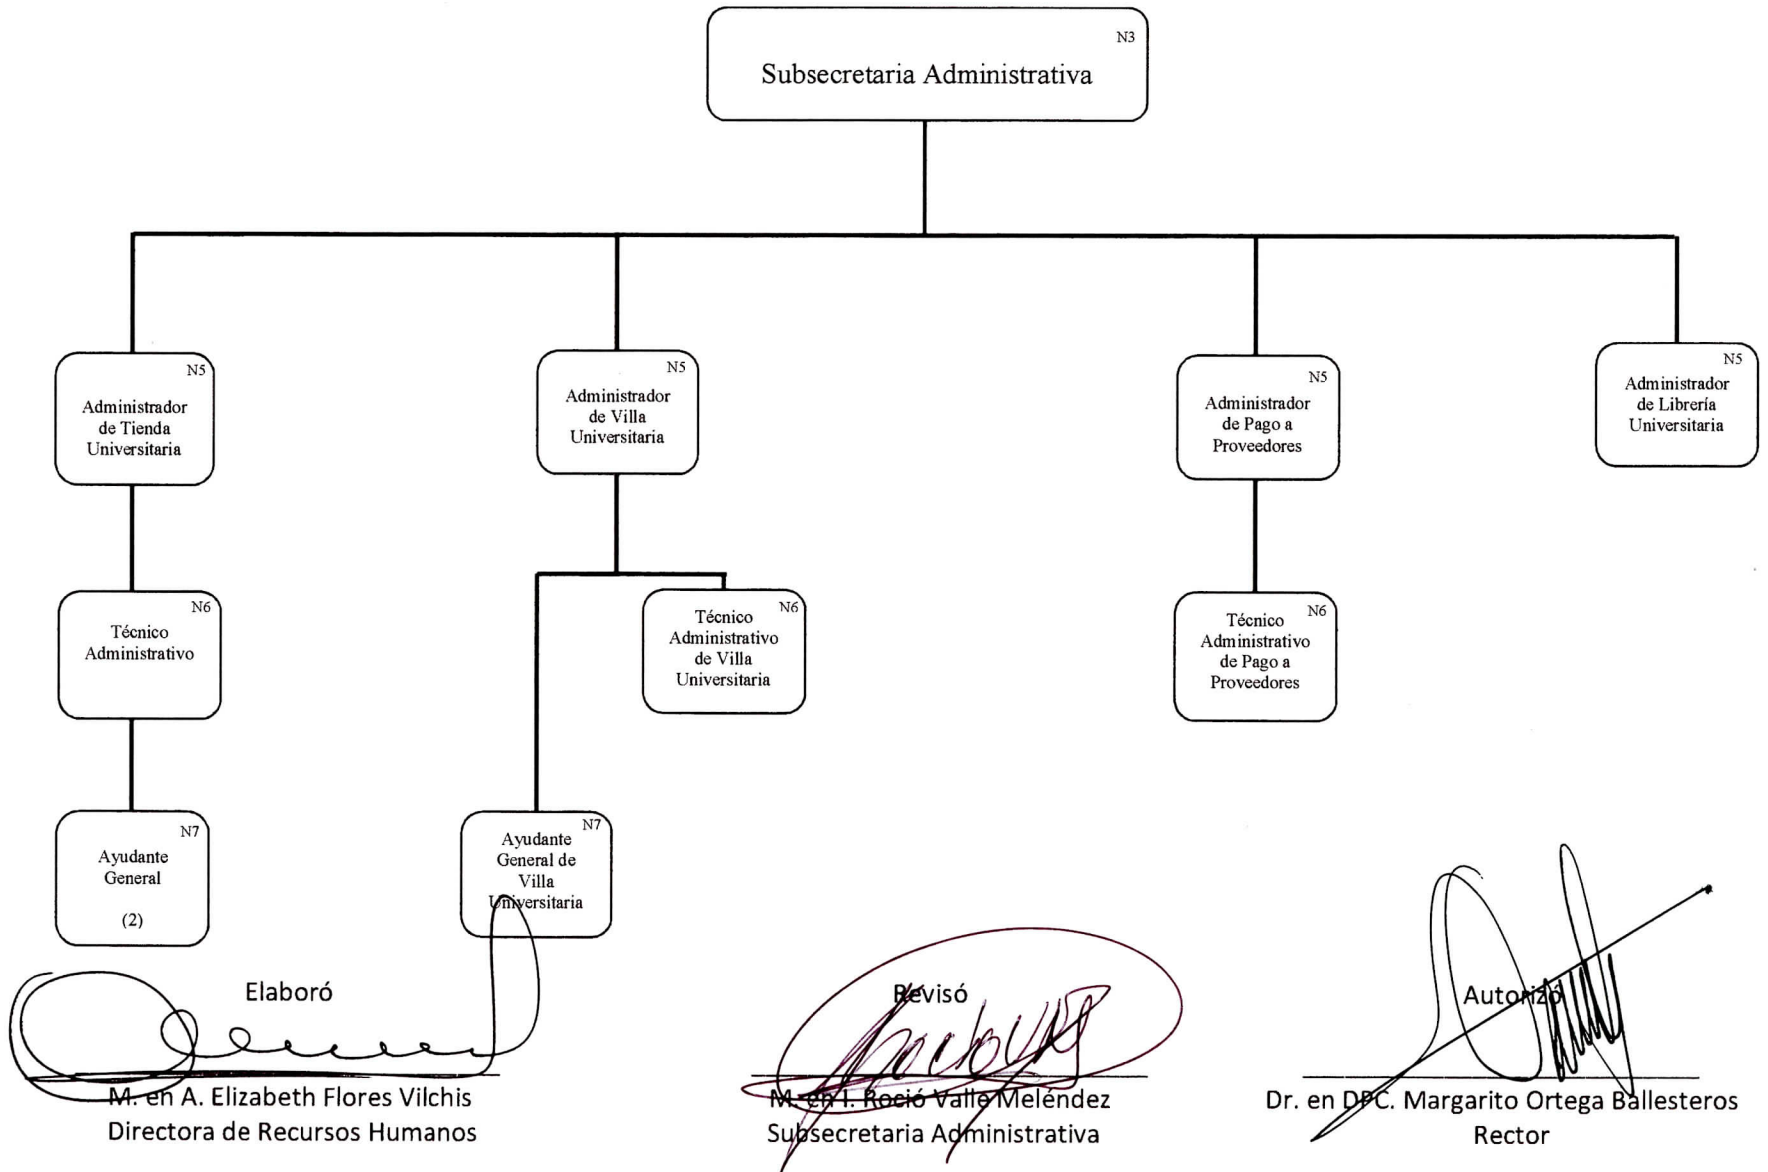 N3
Subsecretaria Administrativa
N5
Administrador
de Tienda
Universitaria
N5
Administrador
de Villa
Universitaria
N5
Administrador
de Pago a
Proveedores
N5
Administrador
de Librería
Universitaria
N6
Técnico
Administrativo
N6
Técnico
Administrativo
de Villa
Universitaria
N6
Técnico
Administrativo
de Pago a
Proveedores
N7
Ayudante
General
(2)
N7
Ayudante
General de
Villa
Universitaria
Elaboró
M. en A. Elizabeth Flores Vilchis
Directora de Recursos Humanos
Revisó
M. en I. Roció Valle Meléndez
Subsecretaria Administrativa
Autorizó
Dr. en DPC. Margarito Ortega Ballesteros
Rector